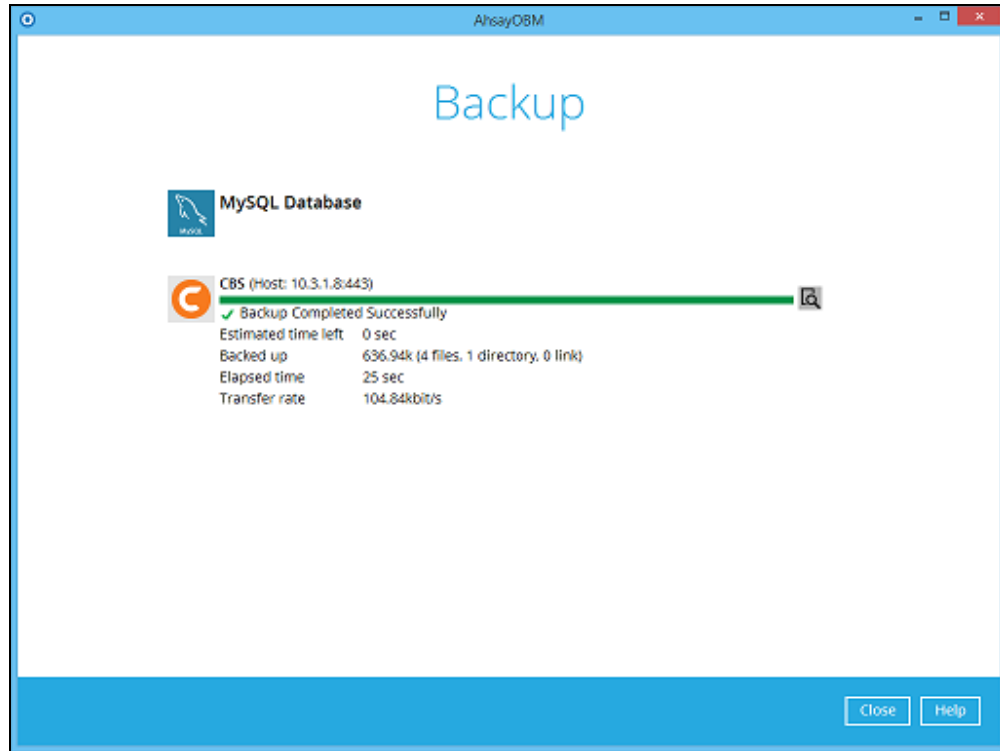 AhsayOBM
Backup
MySQL Database
MySQL
CBS (Host: 10.3.1.8:443)
Backup Completed Successfully
Estimated time left 0 sec
Backed up 636.94k (4 files, 1 directory, 0 link)
Elapsed time 25 sec
Transfer rate 104.84kbit/s
Close Help